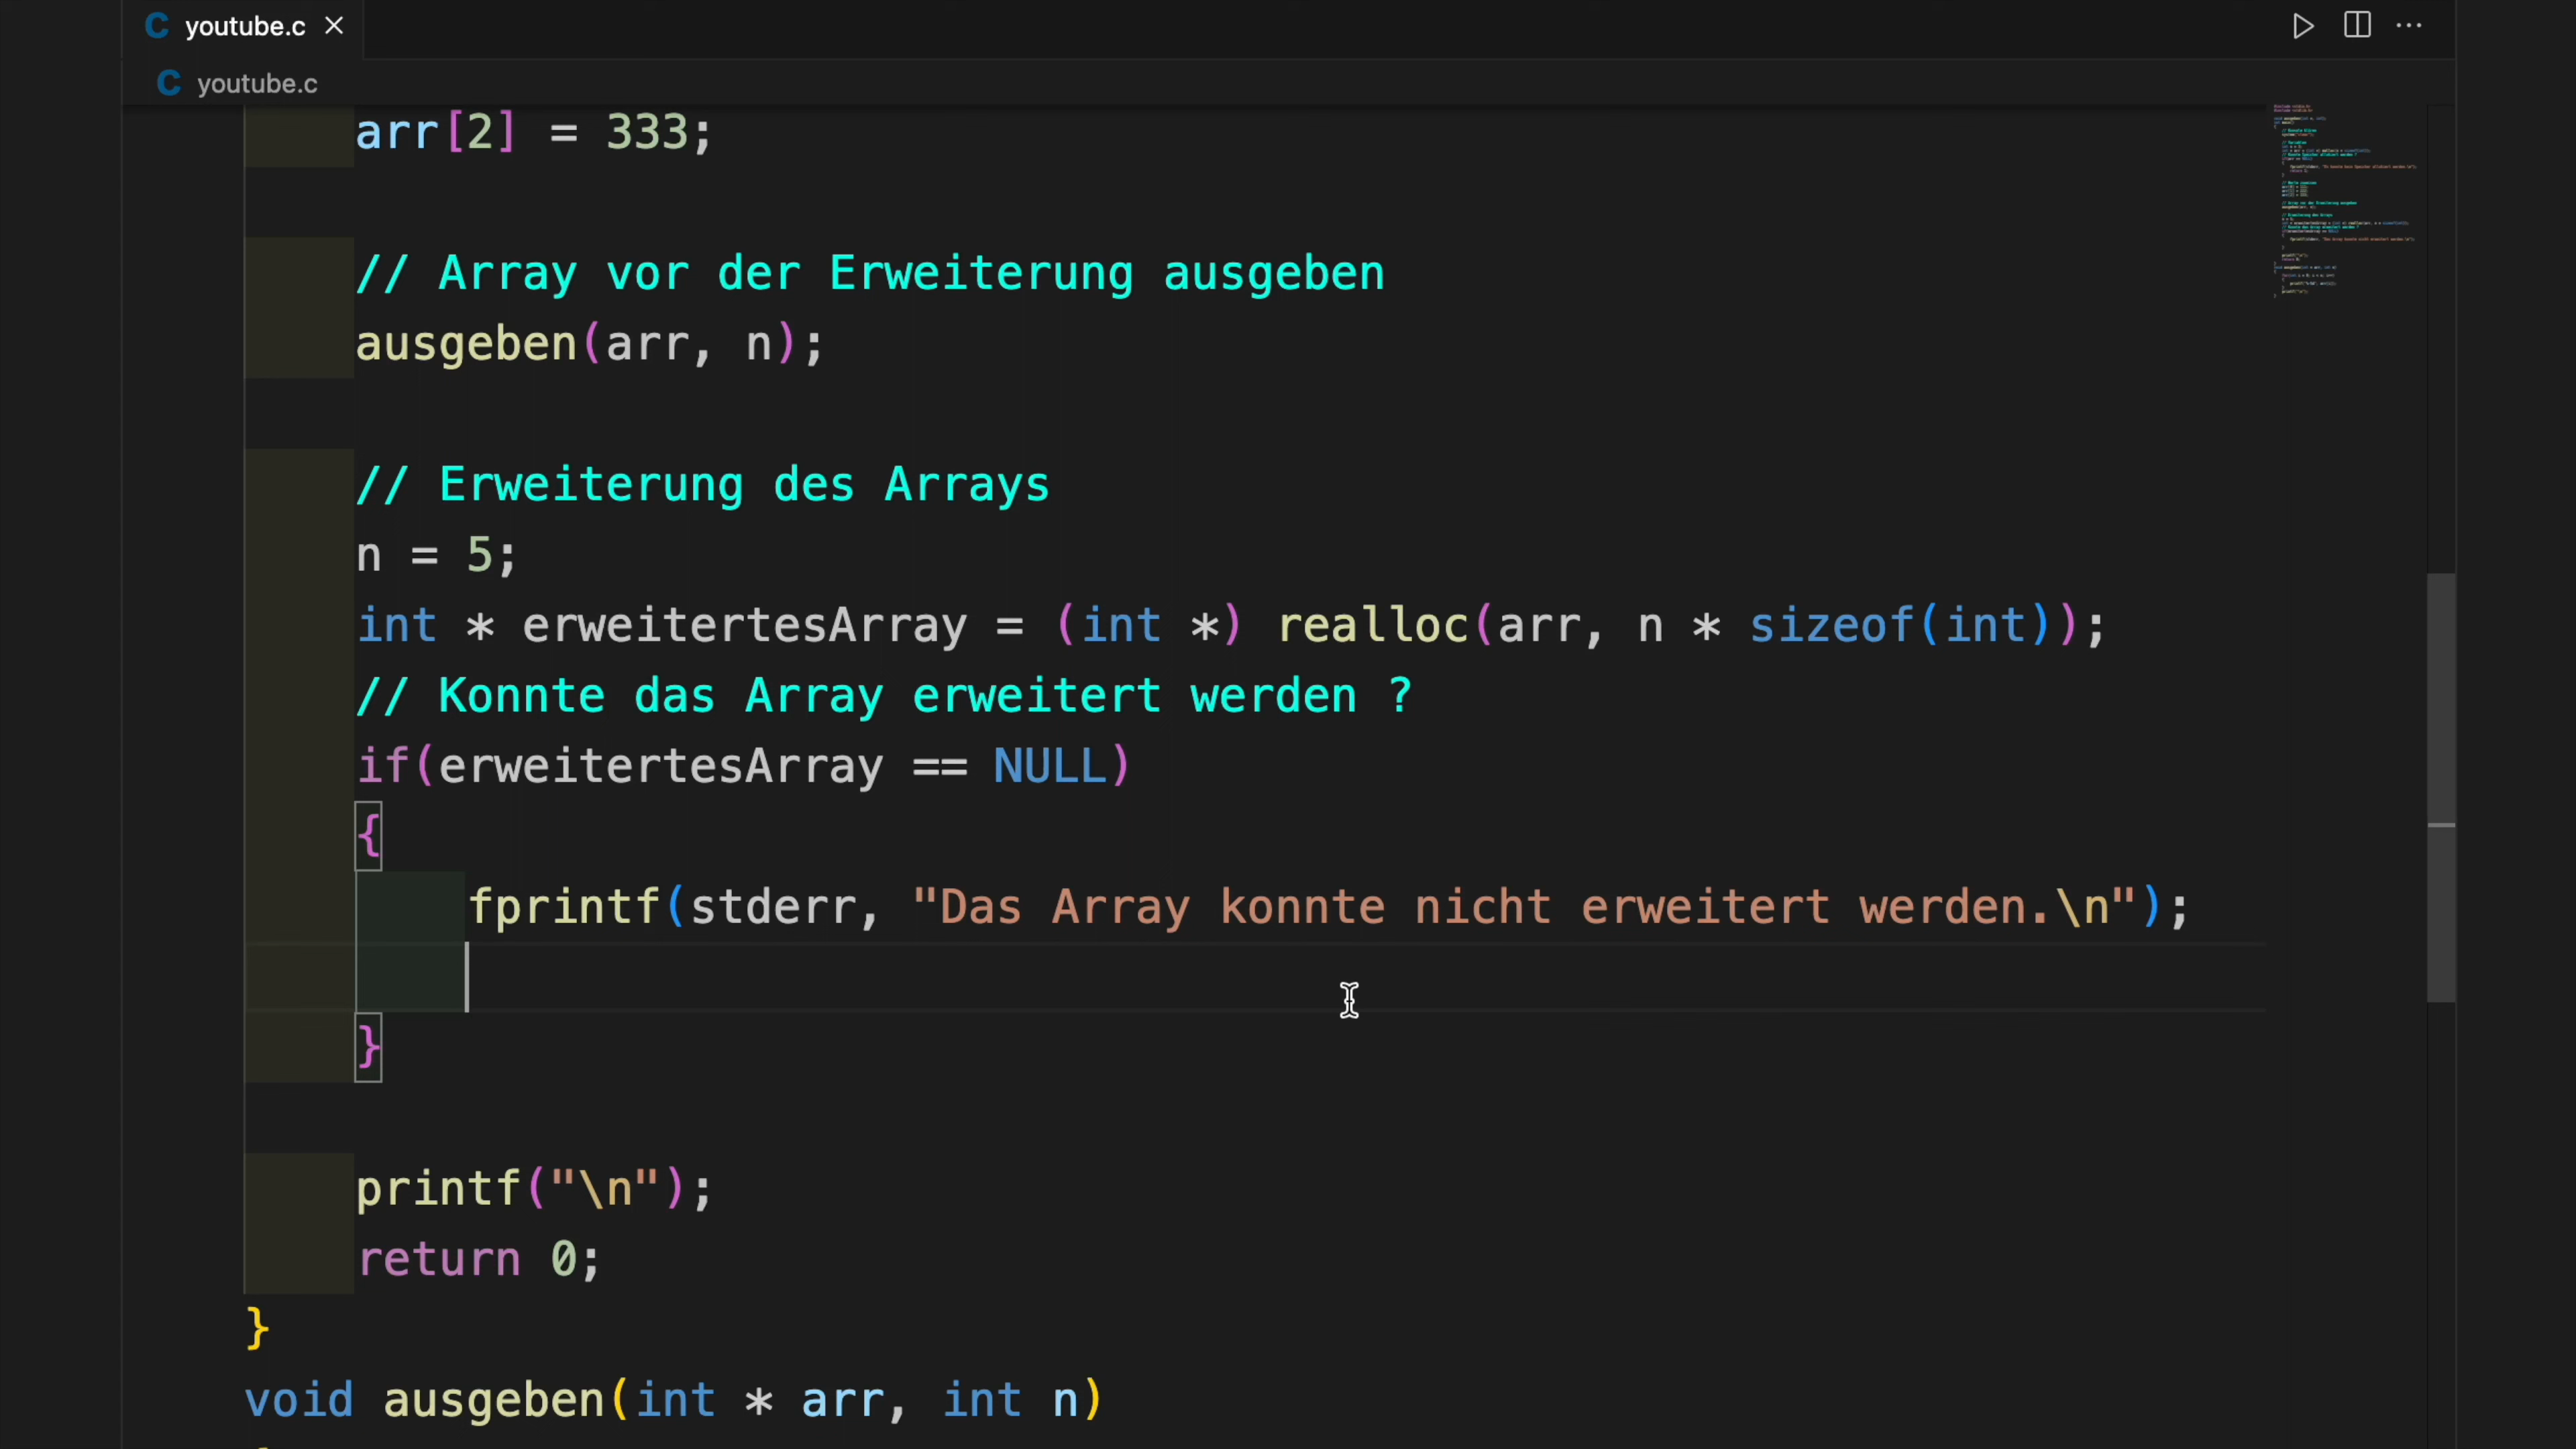 C youtube.c
C youtube.c
arr[2] = 333;
// Array vor der Erweiterung ausgeben
ausgeben(arr, n);
// Erweiterung des Arrays
n = 5;
int * erweitertesArray = (int *) realloc(arr, n * sizeof(int));
// Konnte das Array erweitert werden ?
if(erweitertesArray == NULL)
{
fprintf(stderr, "Das Array konnte nicht erweitert werden.\n");
}
printf("\n");
return 0;
}
void ausgeben(int * arr, int n)